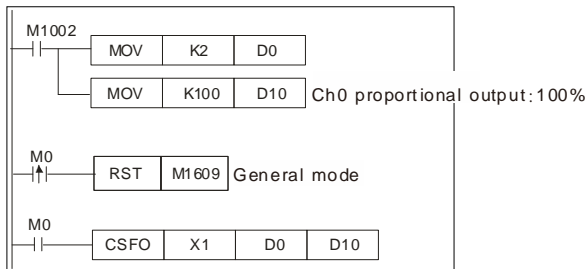 M1002
MOV K2 D0
MOV K100 D10 Ch0 proportional output:100%
M0
RST M1609 General mode
M0
CSFO X1 D0 D10